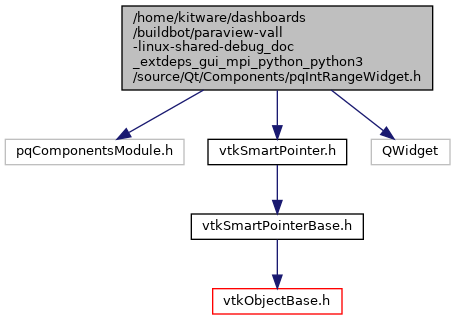 /home/kitware/dashboards
/buildbot/paraview-vall
-linux-shared-debug_doc
_extdeps_gui_mpi_python_python3
/source/Qt/Components/pqIntRangeWidget.h
pqComponentsModule.h
vtkSmartPointer.h
QWidget
vtkSmartPointerBase.h
vtkObjectBase.h